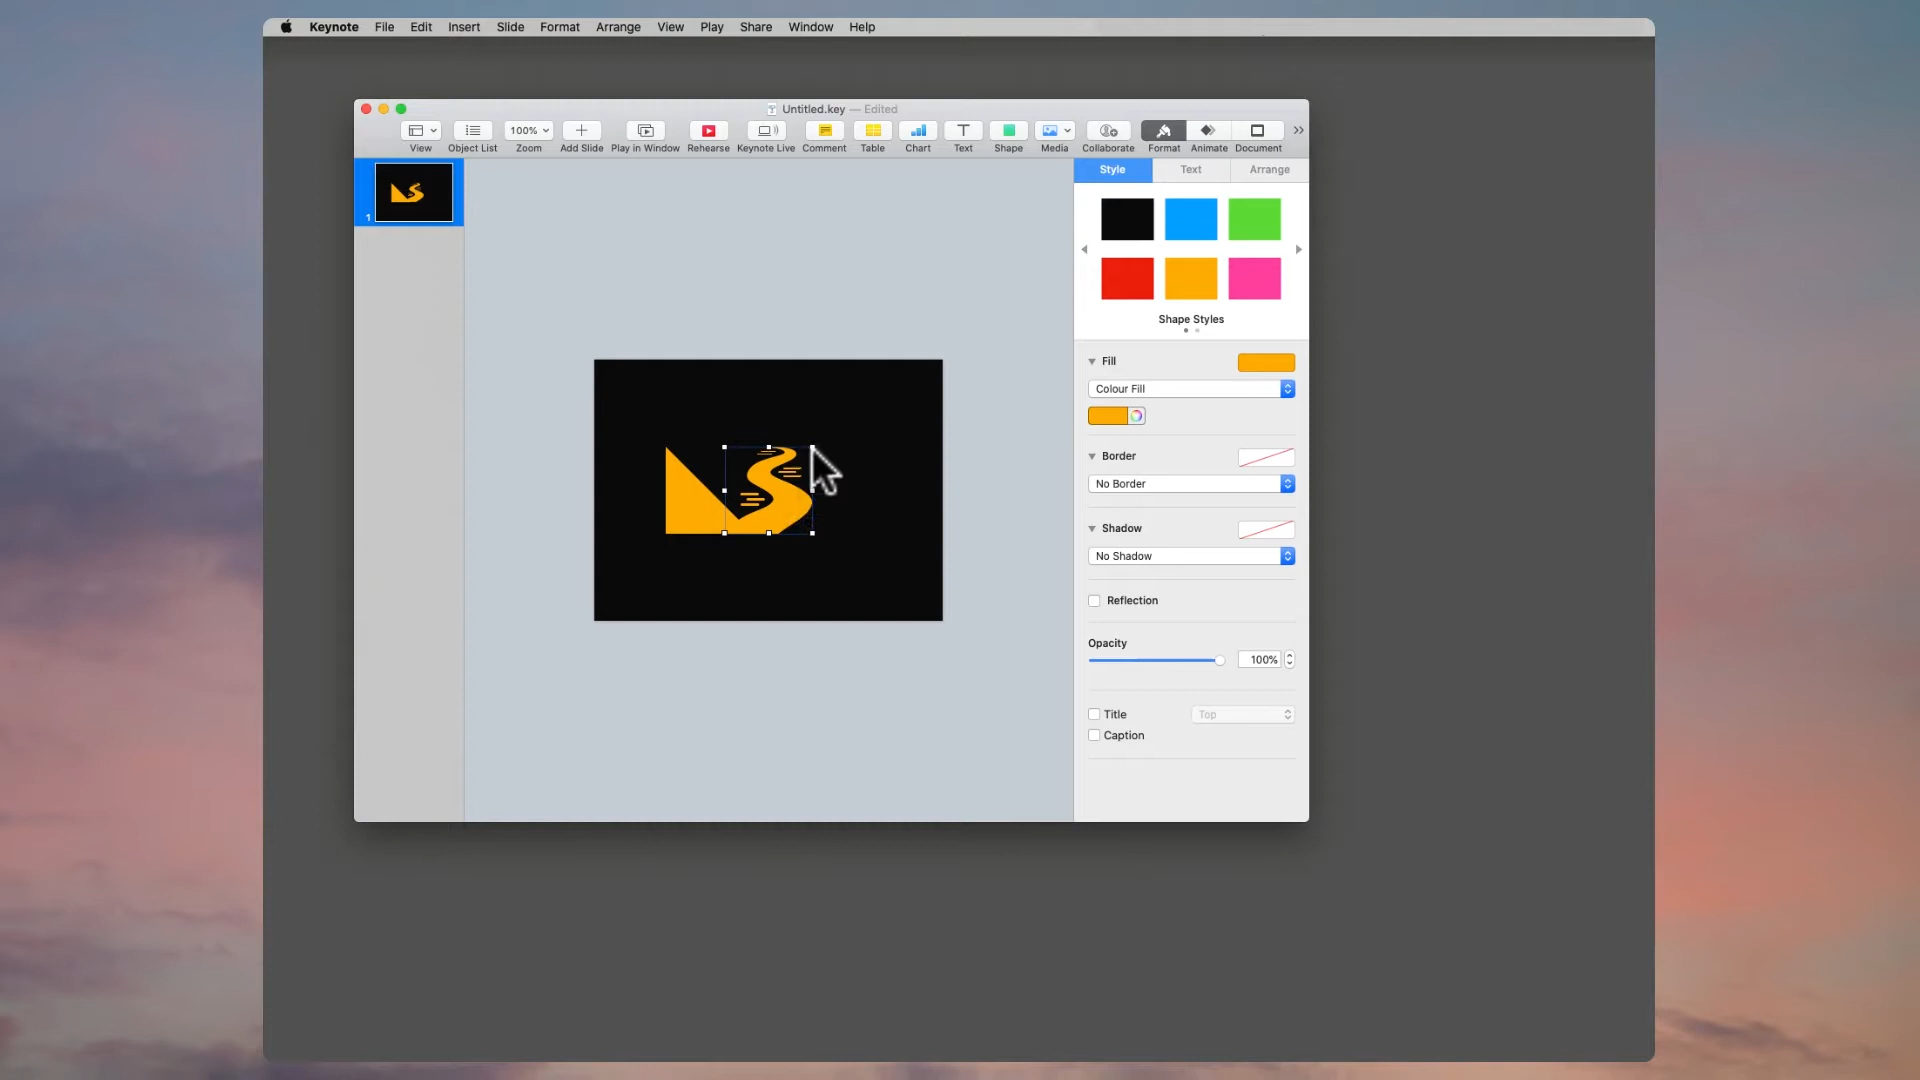 Keynote File Edit Insert Slide Format Arrange View Play Share Window Help
Untitled.key — Edited
100%
View Object List Zoom Add Slide Play in Window Rehearse Keynote Live Comment Table Chart Text Shape Media Collaborate Format Animate Document
1
Style Text Arrange
Shape Styles
Fill
Colour Fill
Border
No Border
Shadow
No Shadow
Reflection
Opacity
100%
Title Top
Caption